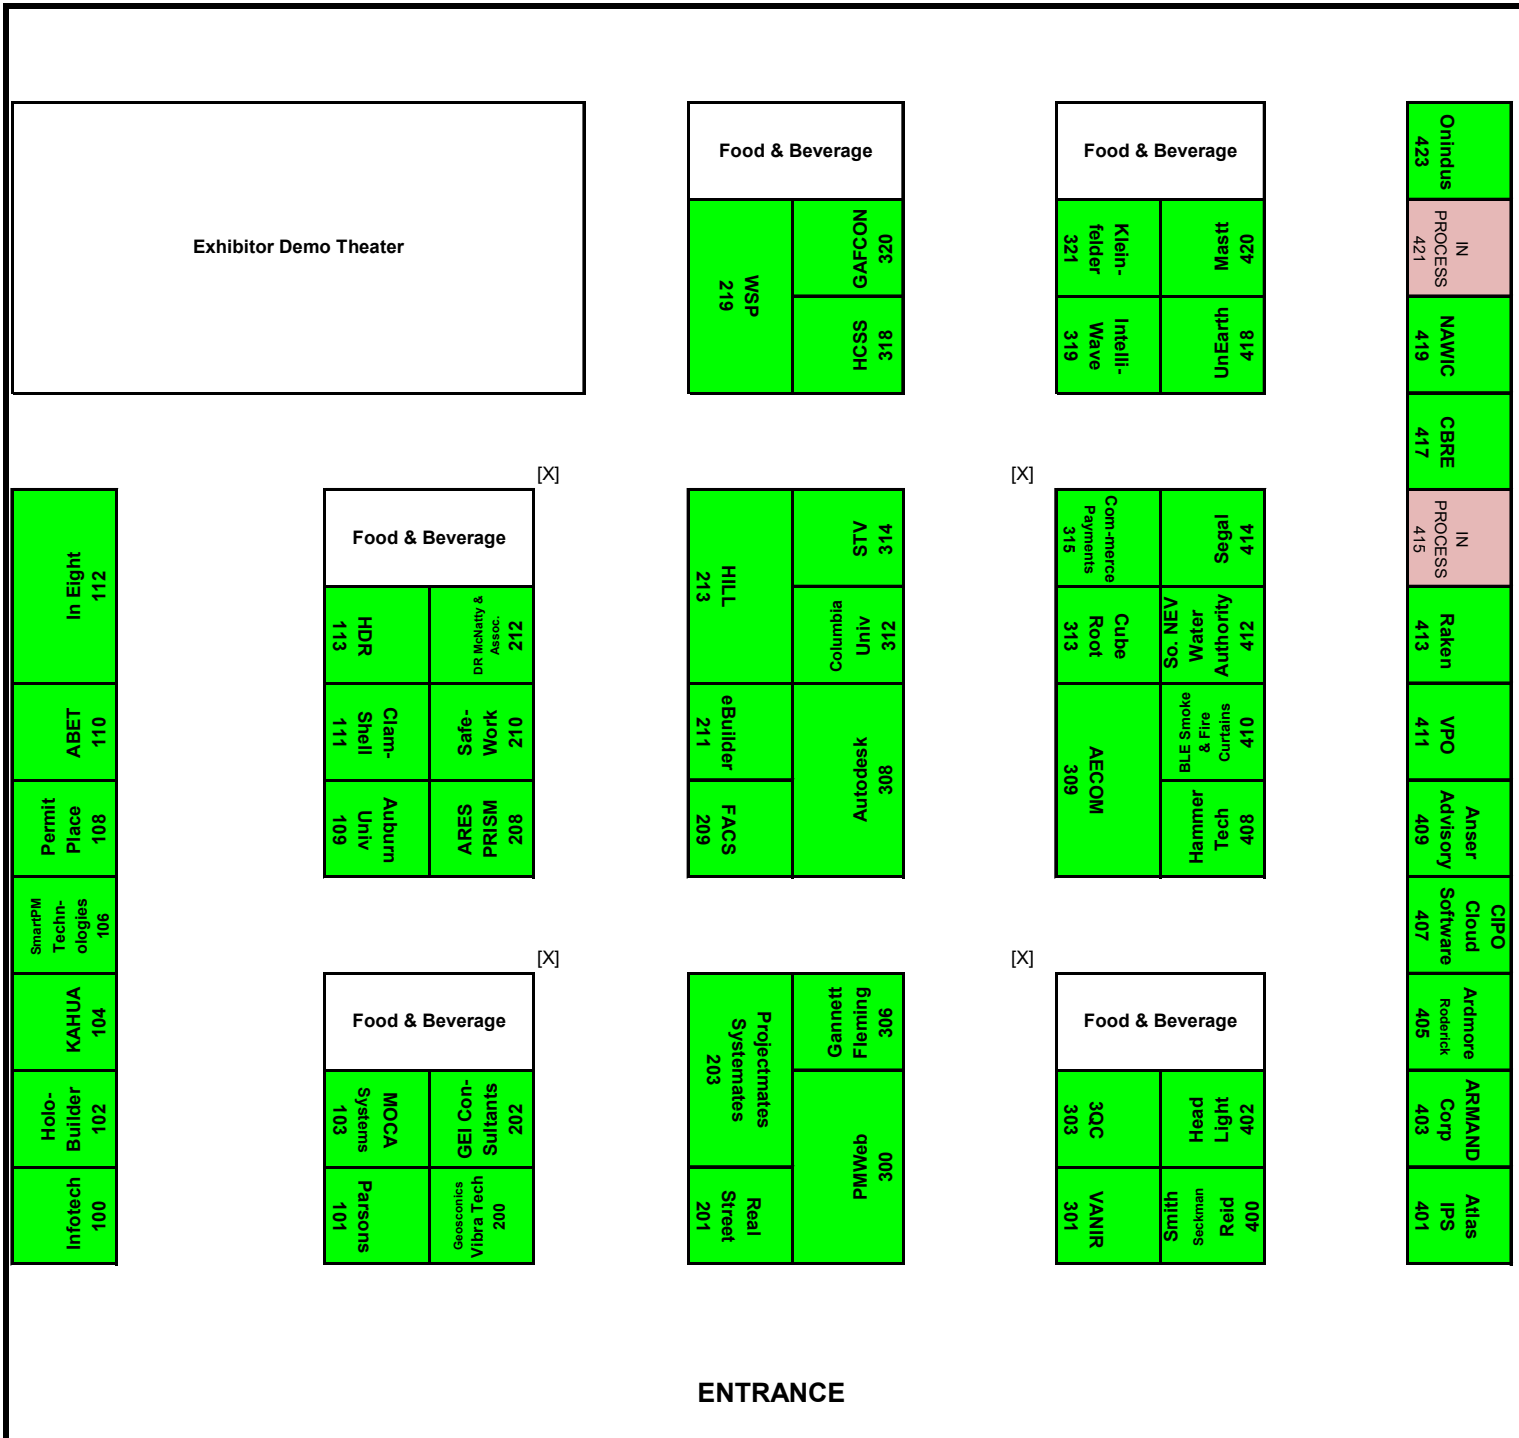 Exhibitor Demo Theater
Food & Beverage
WSP
219
GAFCON
320
HCSS
318
Food & Beverage
Klein-
felder
321
Mastt
420
Intelli-
Wave
319
UnEarth
418
Onindus
423
IN
PROCESS
421
NAWIC
419
CBRE
417
IN
PROCESS
415
Raken
413
VPO
411
Anser
Advisory
409
CIPO
Cloud
Software
407
Ardmore
Roderick
405
ARMAND
Corp
403
Atlas
IPS
401
[X]
[X]
In Eight
112
ABET
110
Permit
Place
108
SmartPM
Techn-
ologies
106
KAHUA
104
Holo-
Builder
102
Infotech
100
Food & Beverage
HDR
113
DR McNatty &
Assoc.
212
Clam-
Shell
111
Safe-
Work
210
Auburn
Univ
109
ARES
PRISM
208
HILL
213
STV
314
Columbia
Univ
312
eBuilder
211
FACS
209
Autodesk
308
Com-merce
Payments
315
Segal
414
Cube
Root
313
So. NEV
Water
Authority
412
AECOM
309
BLE Smoke
& Fire
Curtains
410
Hammer
Tech
408
[X]
[X]
Food & Beverage
MOCA
Systems
103
GEI Con-
Sultants
202
Parsons
101
Geosconics
Vibra Tech
200
Projectmates
Systemates
203
Gannett
Fleming
306
PMWeb
300
Real
Street
201
Food & Beverage
3QC
303
Head
Light
402
VANIR
301
Smith
Seckman
Reid
400
ENTRANCE